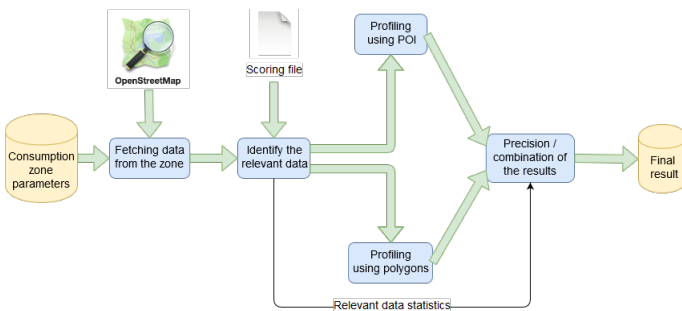 OpenStreetMap
Scoring file
Profiling
using POI
Consumption
zone
parameters
Fetching data
from the zone
Identify the
relevant data
Precision /
combination of
the results
Final
result
Profiling
using polygons
Relevant data statistics